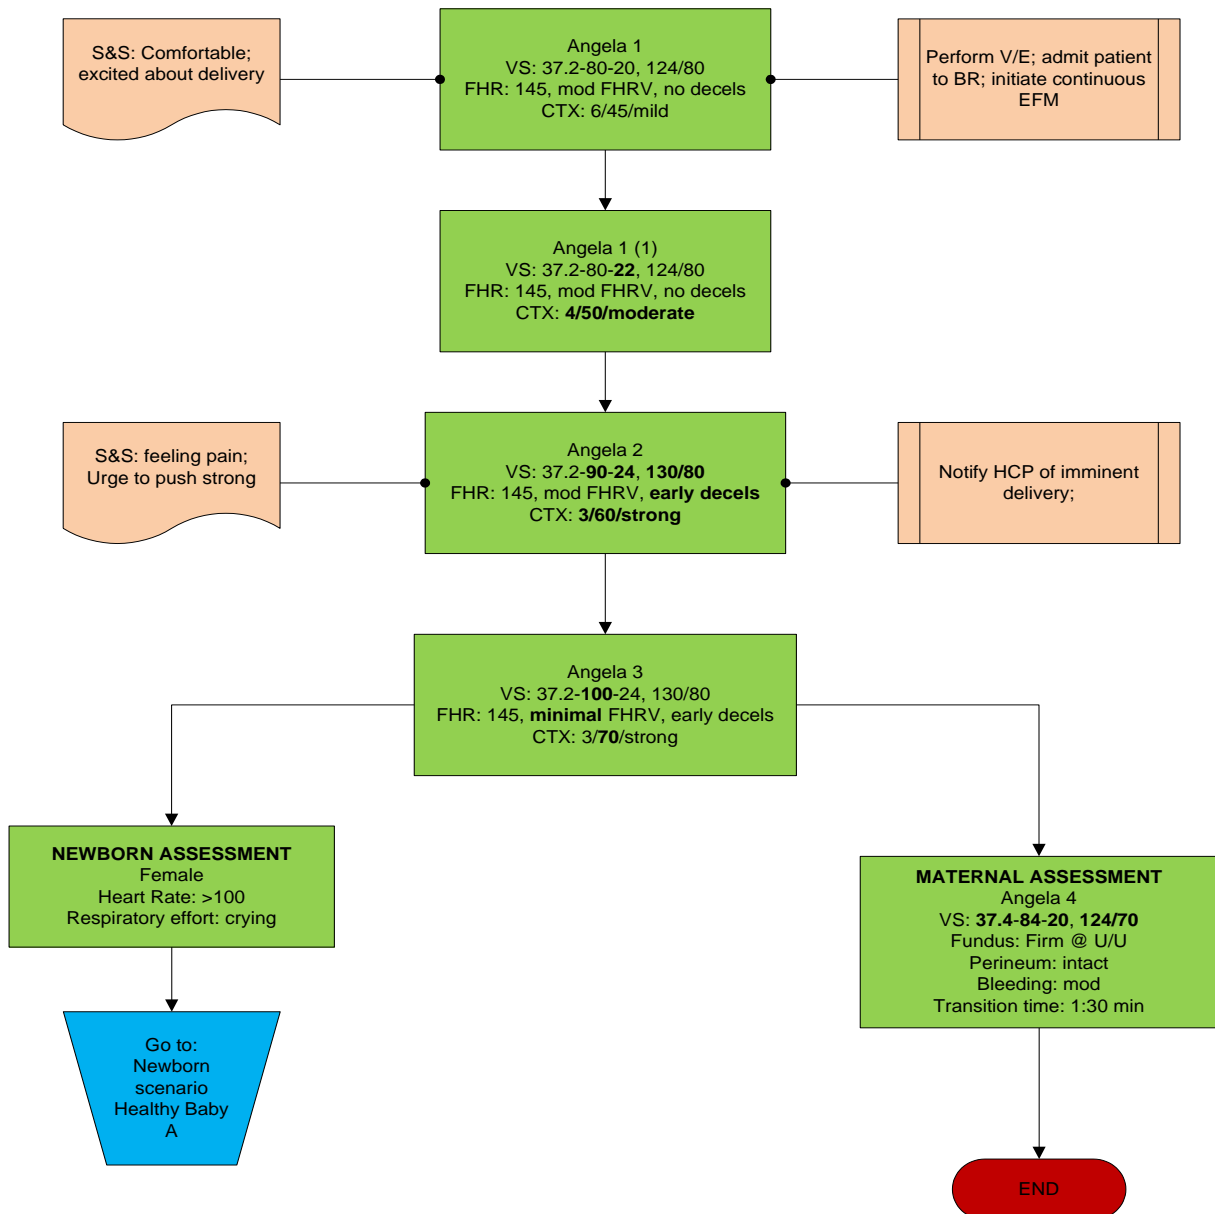 S&S: Comfortable;
excited about delivery
Angela 1
VS: 37.2-80-20, 124/80
FHR: 145, mod FHRV, no decels
CTX: 6/45/mild
Perform V/E; admit patient
to BR; initiate continuous
EFM
Angela 1 (1)
VS: 37.2-80-22, 124/80
FHR: 145, mod FHRV, no decels
CTX: 4/50/moderate
S&S: feeling pain;
Urge to push strong
Angela 2
VS: 37.2-90-24, 130/80
FHR: 145, mod FHRV, early decels
CTX: 3/60/strong
Notify HCP of imminent
delivery;
Angela 3
VS: 37.2-100-24, 130/80
FHR: 145, minimal FHRV, early decels
CTX: 3/70/strong
NEWBORN ASSESSMENT
Female
Heart Rate: >100
Respiratory effort: crying
MATERNAL ASSESSMENT
Angela 4
VS: 37.4-84-20, 124/70
Fundus: Firm @ U/U
Perineum: intact
Bleeding: mod
Transition time: 1:30 min
Go to:
Newborn
scenario
Healthy Baby
A
END